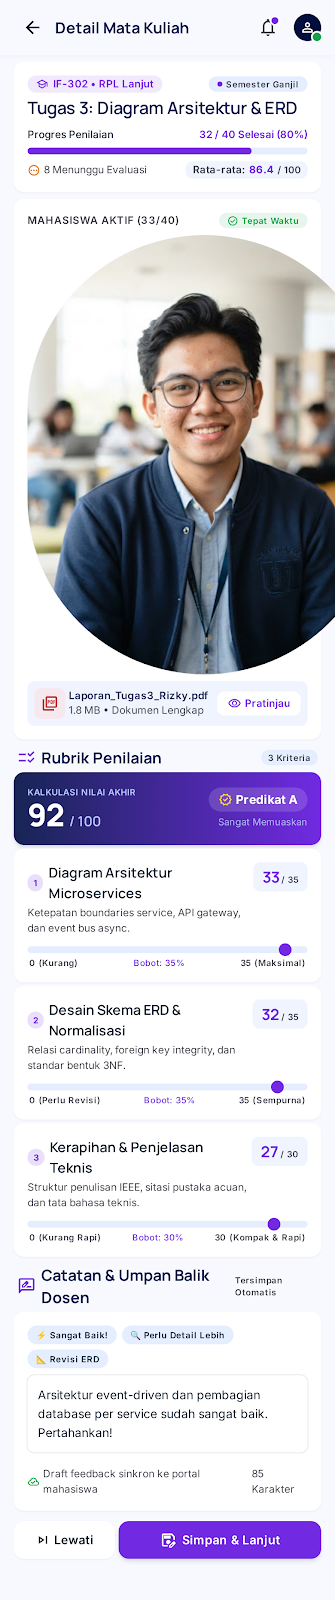 Detail Mata Kuliah
IF-302 • RPL Lanjut
Semester Ganjil
Tugas 3: Diagram Arsitektur & ERD
Progres Penilaian
32 / 40 Selesai (80%)
8 Menunggu Evaluasi
Rata-rata: 86.4 / 100
MAHASISWA AKTIF (33/40)
Tepat Waktu
PDF
Laporan_Tugas3_Rizky.pdf
1.8 MB • Dokumen Lengkap
Pratinjau
Rubrik Penilaian
3 Kriteria
KALKULASI NILAI AKHIR
92 / 100
Predikat A
Sangat Memuaskan
1
Diagram Arsitektur
Microservices
33 / 35
Ketepatan boundaries service, API gateway,
dan event bus async.
0 (Kurang)
Bobot: 35%
35 (Maksimal)
2
Desain Skema ERD &
Normalisasi
32 / 35
Relasi cardinality, foreign key integrity, dan
standar bentuk 3NF.
0 (Perlu Revisi)
Bobot: 35%
35 (Sempurna)
3
Kerapihan & Penjelasan
Teknis
27 / 30
Struktur penulisan IEEE, sitasi pustaka acuan,
dan tata bahasa teknis.
0 (Kurang Rapi)
Bobot: 30%
30 (Kompak & Rapi)
Catatan & Umpan Balik
Dosen
Tersimpan
Otomatis
⚡ Sangat Baik!
🔍 Perlu Detail Lebih
📐 Revisi ERD
Arsitektur event-driven dan pembagian
database per service sudah sangat baik.
Pertahankan!
Draft feedback sinkron ke portal
mahasiswa
85
Karakter
Lewati
Simpan & Lanjut